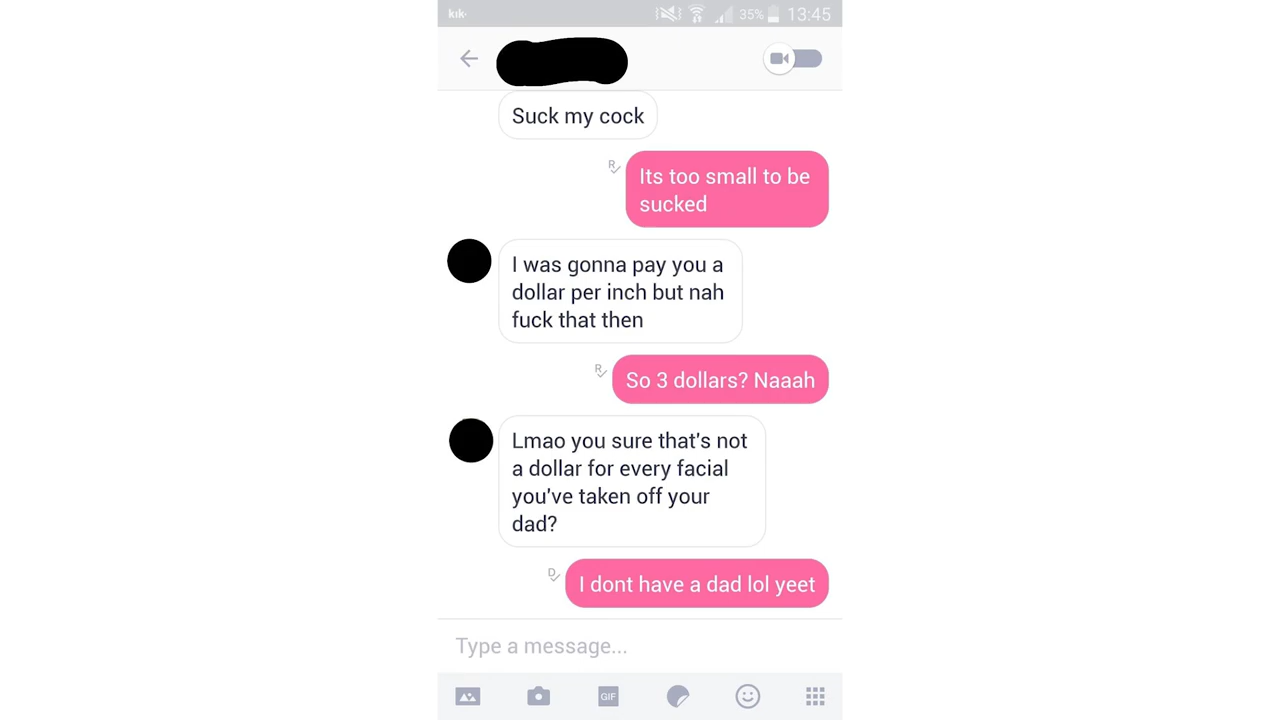 kik·
35%
13:45
Suck my cock
R
Its too small to be
sucked
I was gonna pay you a
dollar per inch but nah
fuck that then
R
So 3 dollars? Naaah
Lmao you sure that's not
a dollar for every facial
you've taken off your
dad?
D
I dont have a dad lol yeet
Type a message...
GIF